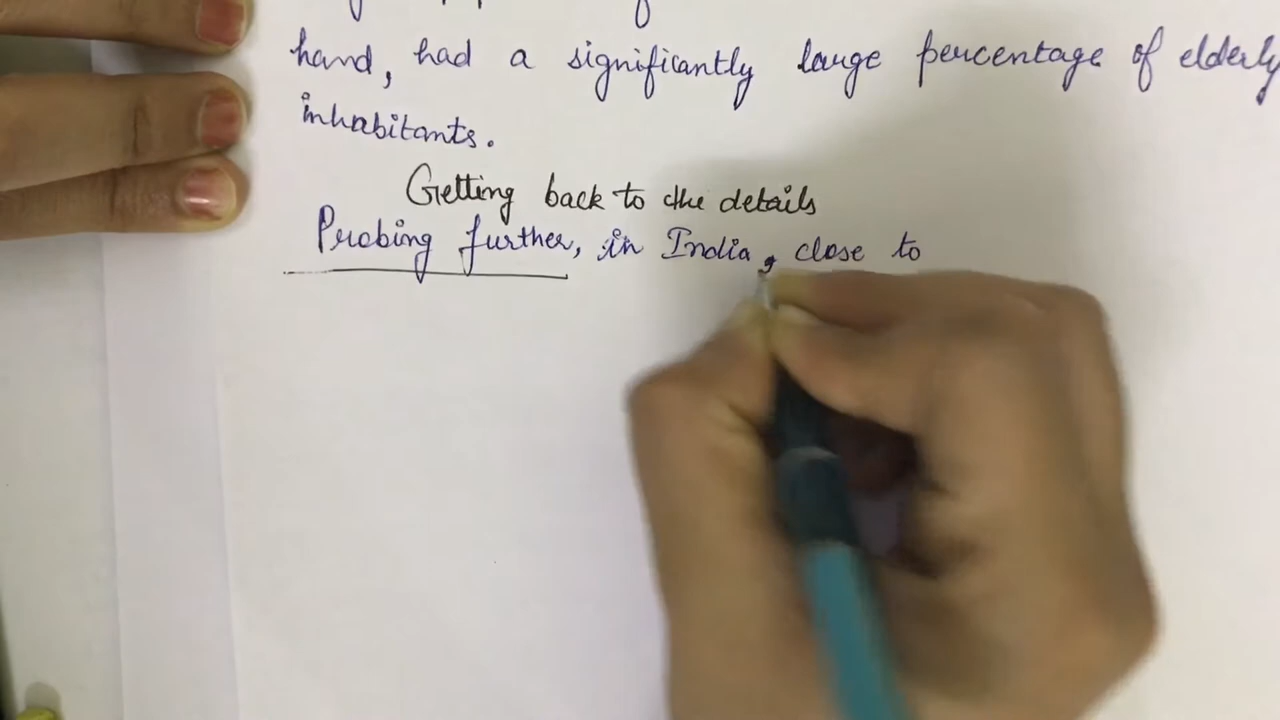 hand, had a significantly large percentage of elderly
inhabitants.
Getting back to the details
Probing further, in India, close to